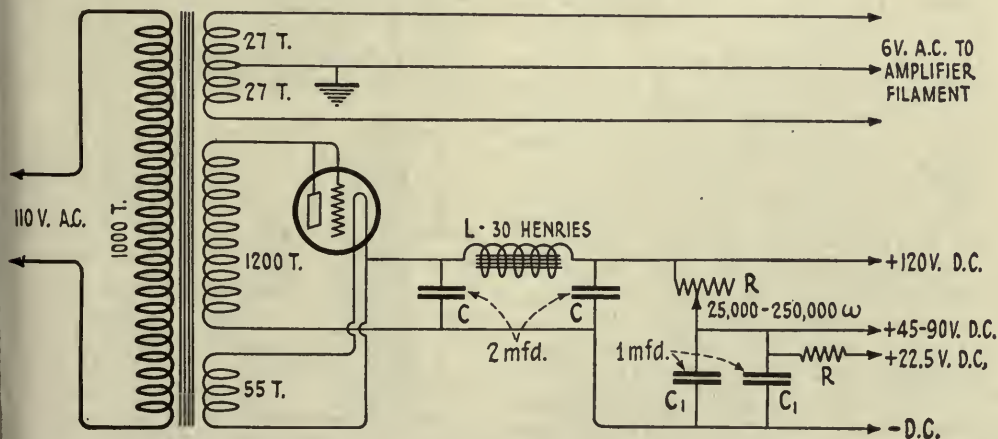 27 T.
27 T.
6V. A.C. TO
AMPLIFIER
FILAMENT
110 V. A.C.
1000 T.
1200 T.
L - 30 HENRIES
+120V. D.C.
R
25,000-250,000 ω
C
C
2 mfd.
1 mfd.
+45-90V. D.C.
+22.5 V. D.C.
R
C1
C1
55 T.
- D.C.